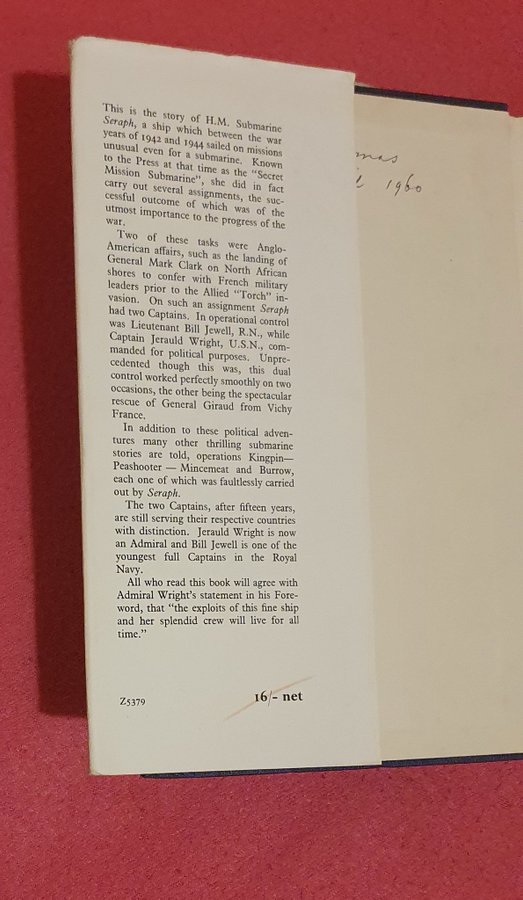 This is the story of H.M. Submarine
Seraph, a ship which between the war
years of 1942 and 1944 sailed on missions
unusual even for a submarine. Known
to the Press at that time as the "Secret
Mission Submarine", she did in fact
carry out several assignments, the suc-
cessful outcome of which was of the
utmost importance to the progress of the
war.
Two of these tasks were Anglo-
American affairs, such as the landing of
General Mark Clark on North African
shores to confer with French military
leaders prior to the Allied "Torch" in-
vasion. On such an assignment Seraph
had two Captains. In operational control
was Lieutenant Bill Jewell, R.N., while
Captain Jerauld Wright, U.S.N., com-
manded for political purposes. Unpre-
cedented though this was, this dual
control worked perfectly smoothly on two
occasions, the other being the spectacular
rescue of General Giraud from Vichy
France.
In addition to these political adven-
tures many other thrilling submarine
stories are told, operations Kingpin—
Peashooter — Mincemeat and Burrow,
each one of which was faultlessly carried
out by Seraph.
The two Captains, after fifteen years,
are still serving their respective countries
with distinction. Jerauld Wright is now
an Admiral and Bill Jewell is one of the
youngest full Captains in the Royal
Navy.
All who read this book will agree with
Admiral Wright's statement in his Fore-
word, that "the exploits of this fine ship
and her splendid crew will live for all
time."
Z5379
16/- net
1960